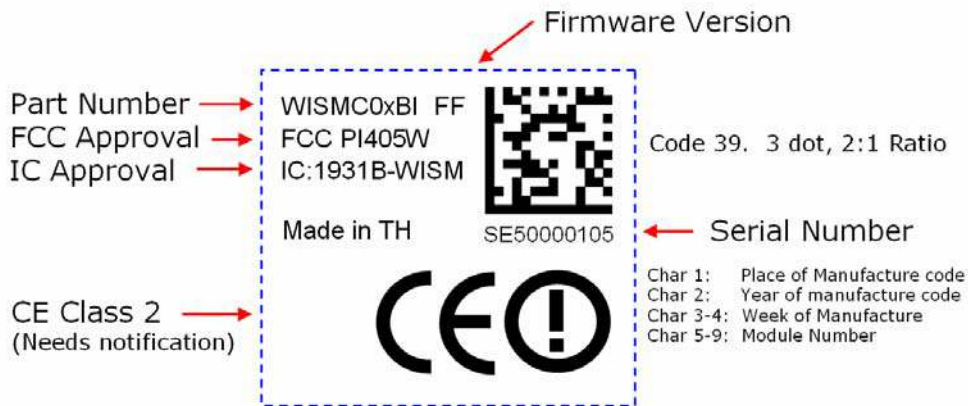 Firmware Version
Part Number
WISMC0xBI FF
FCC Approval
FCC PI405W
IC Approval
IC:1931B-WISM
Code 39. 3 dot, 2:1 Ratio
Made in TH
SE50000105
Serial Number
Char 1: Place of Manufacture code
Char 2: Year of manufacture code
Char 3-4: Week of Manufacture
Char 5-9: Module Number
CE Class 2
(Needs notification)
CE